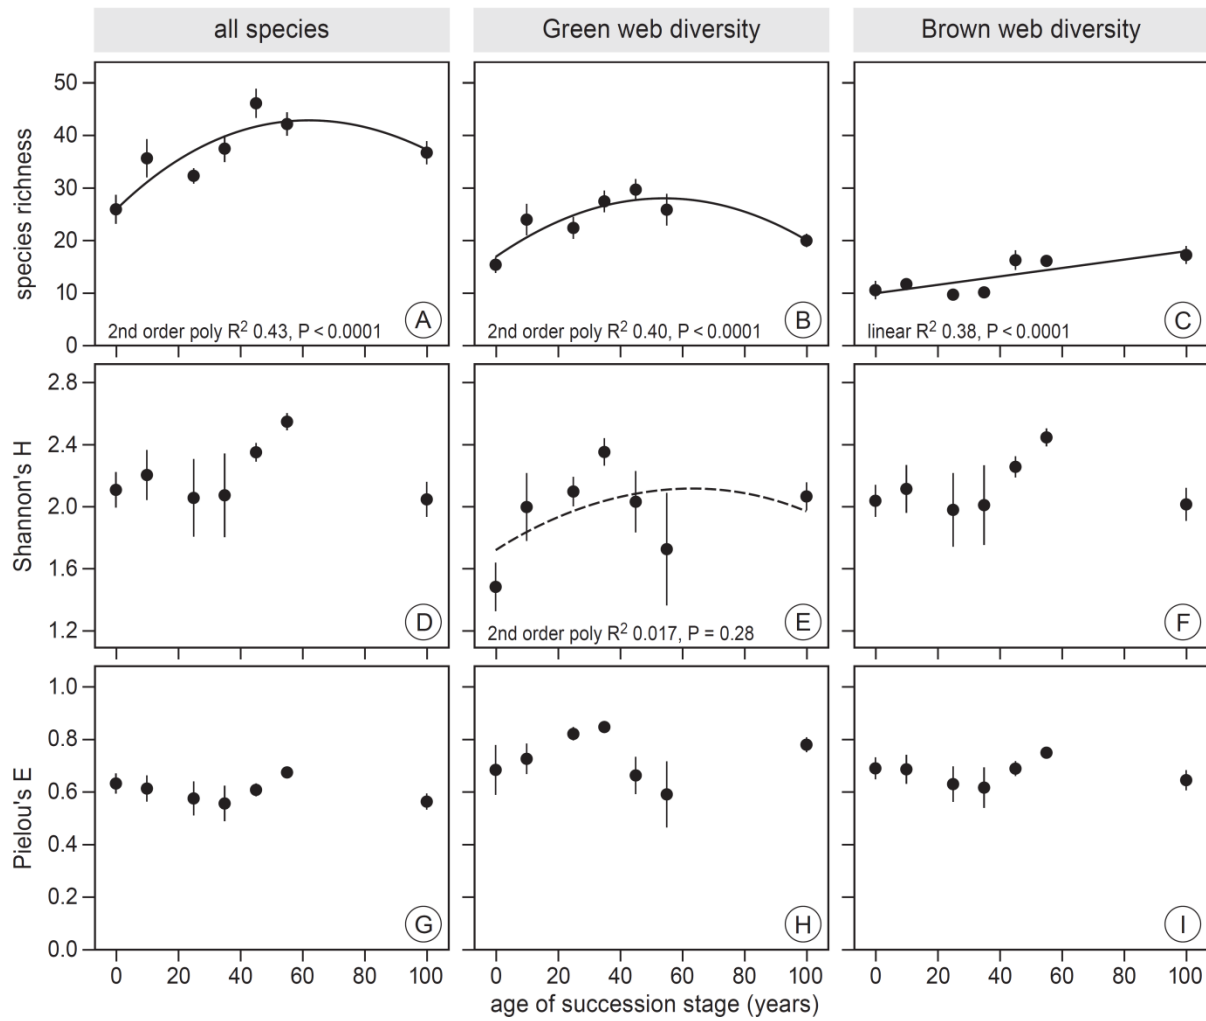 all species
Green web diversity
Brown web diversity
species richness
50
40
30
20
10
0
2nd order poly R² 0.43, P < 0.0001
A
2nd order poly R² 0.40, P < 0.0001
B
linear R² 0.38, P < 0.0001
C
Shannon's H
2.8
2.4
2.0
1.6
1.2
D
2nd order poly R² 0.017, P = 0.28
E
F
Pielou's E
1.0
0.8
0.6
0.4
0.2
0.0
G
H
I
0 20 40 60 80 100
0 20 40 60 80 100
0 20 40 60 80 100
age of succession stage (years)